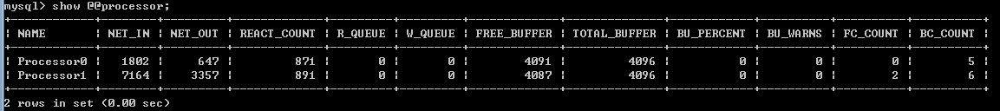 mysql> show @@processor;
+------------+--------+---------+-------------+---------+---------+-------------+--------------+------------+----------+----------+----------+
| NAME | NET_IN | NET_OUT | REACT_COUNT | R_QUEUE | W_QUEUE | FREE_BUFFER | TOTAL_BUFFER | BU_PERCENT | BU_WARNS | FC_COUNT | BC_COUNT |
+------------+--------+---------+-------------+---------+---------+-------------+--------------+------------+----------+----------+----------+
| Processor0 | 1802 | 647 | 871 | 0 | 0 | 4091 | 4096 | 0 | 0 | 0 | 5 |
| Processor1 | 7164 | 3357 | 891 | 0 | 0 | 4087 | 4096 | 0 | 0 | 2 | 6 |
+------------+--------+---------+-------------+---------+---------+-------------+--------------+------------+----------+----------+----------+
2 rows in set (0.00 sec)